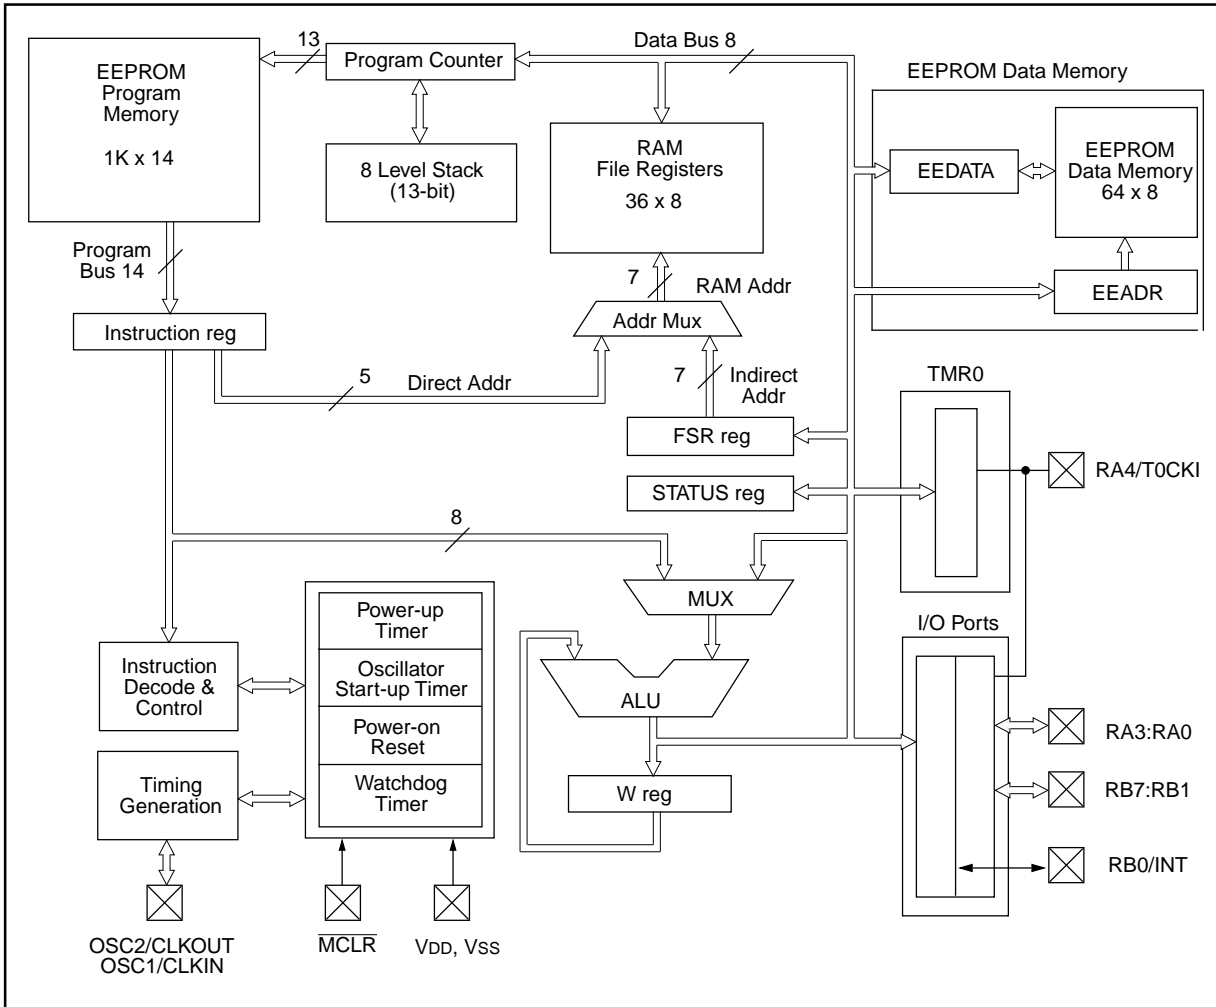 13
Data Bus 8
EEPROM
Program
Memory
1K x 14
Program Counter
8 Level Stack
(13-bit)
RAM
File Registers
36 x 8
EEPROM Data Memory
EEDATA
EEPROM
Data Memory
64 x 8
EEADR
Program
Bus 14
7
RAM Addr
Instruction reg
Addr Mux
5
Direct Addr
7
Indirect
Addr
TMR0
FSR reg
STATUS reg
RA4/T0CKI
8
MUX
Power-up
Timer
Oscillator
Start-up Timer
Power-on
Reset
Watchdog
Timer
Instruction
Decode &
Control
Timing
Generation
ALU
W reg
I/O Ports
RA3:RA0
RB7:RB1
RB0/INT
OSC2/CLKOUT
OSC1/CLKIN
MCLR
VDD, VSS